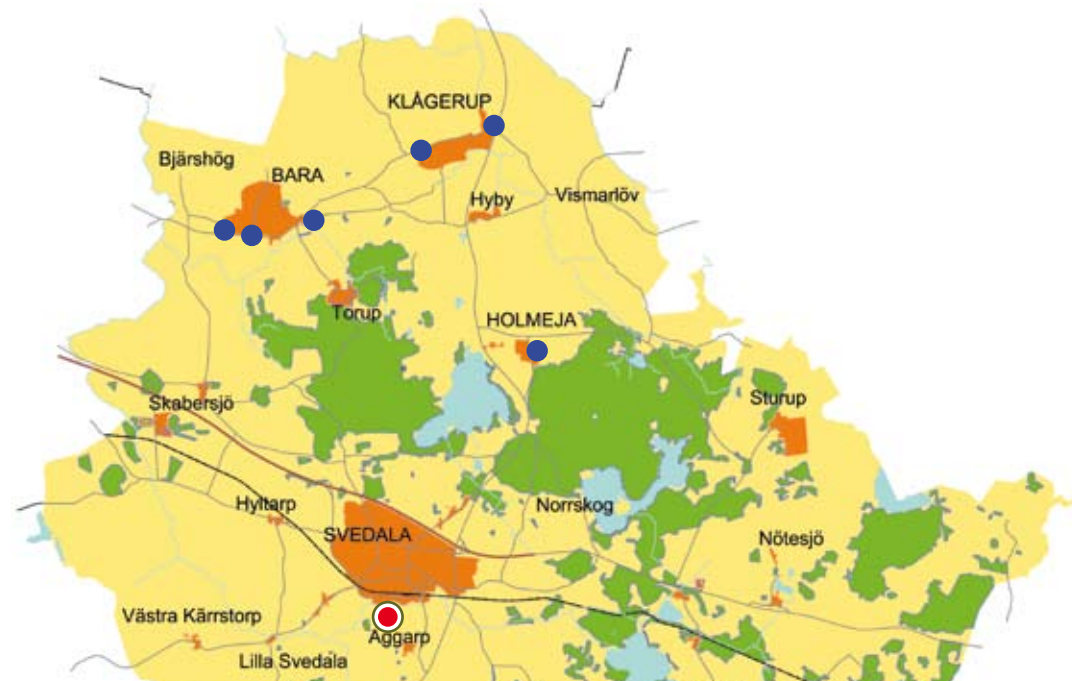 KLÅGERUP
Bjärshög
BARA
Hyby
Vismarlöv
Torup
HOLMEJA
Skabersjö
Sturup
Hyltarp
Norrskog
SVEDALA
Nötesjö
Västra Kärrstorp
Aggarp
Lilla Svedala